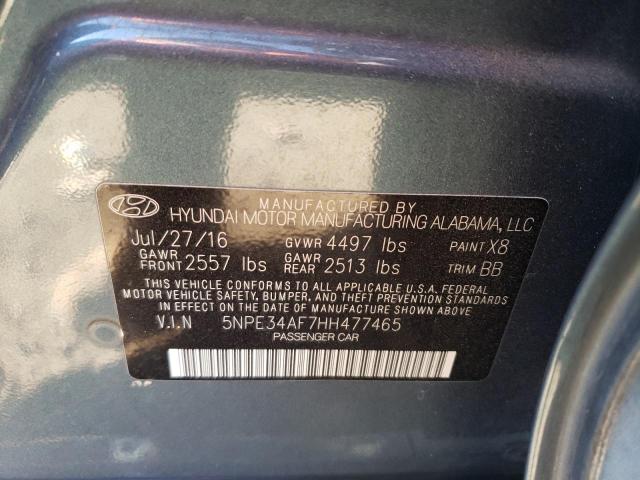 MANUFACTURED BY
HYUNDAI MOTOR MANUFACTURING ALABAMA, LLC
Jul/27/16 GVWR 4497 lbs PAINT X8
GAWR FRONT 2557 lbs GAWR REAR 2513 lbs TRIM BB
THIS VEHICLE CONFORMS TO ALL APPLICABLE U.S.A. FEDERAL
MOTOR VEHICLE SAFETY, BUMPER, AND THEFT PREVENTION
STANDARDS IN EFFECT ON THE DATE OF MANUFACTURE SHOWN ABOVE
V.I.N 5NPE34AF7HH477465
PASSENGER CAR